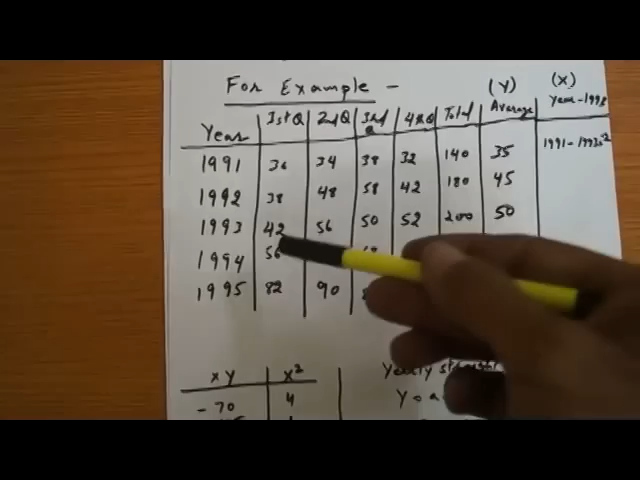 For Example -
(Y) (X)
Year 1st Q 2nd Q 3rd Q 4th Q Total Average Year-1993
1991 36 34 38 32 140 35 1991-1993=-2
1992 38 48 58 42 180 45
1993 42 56 50 52 200 50
1994 56
1995 82 90
XY X²
-70 4
Yearly
Y